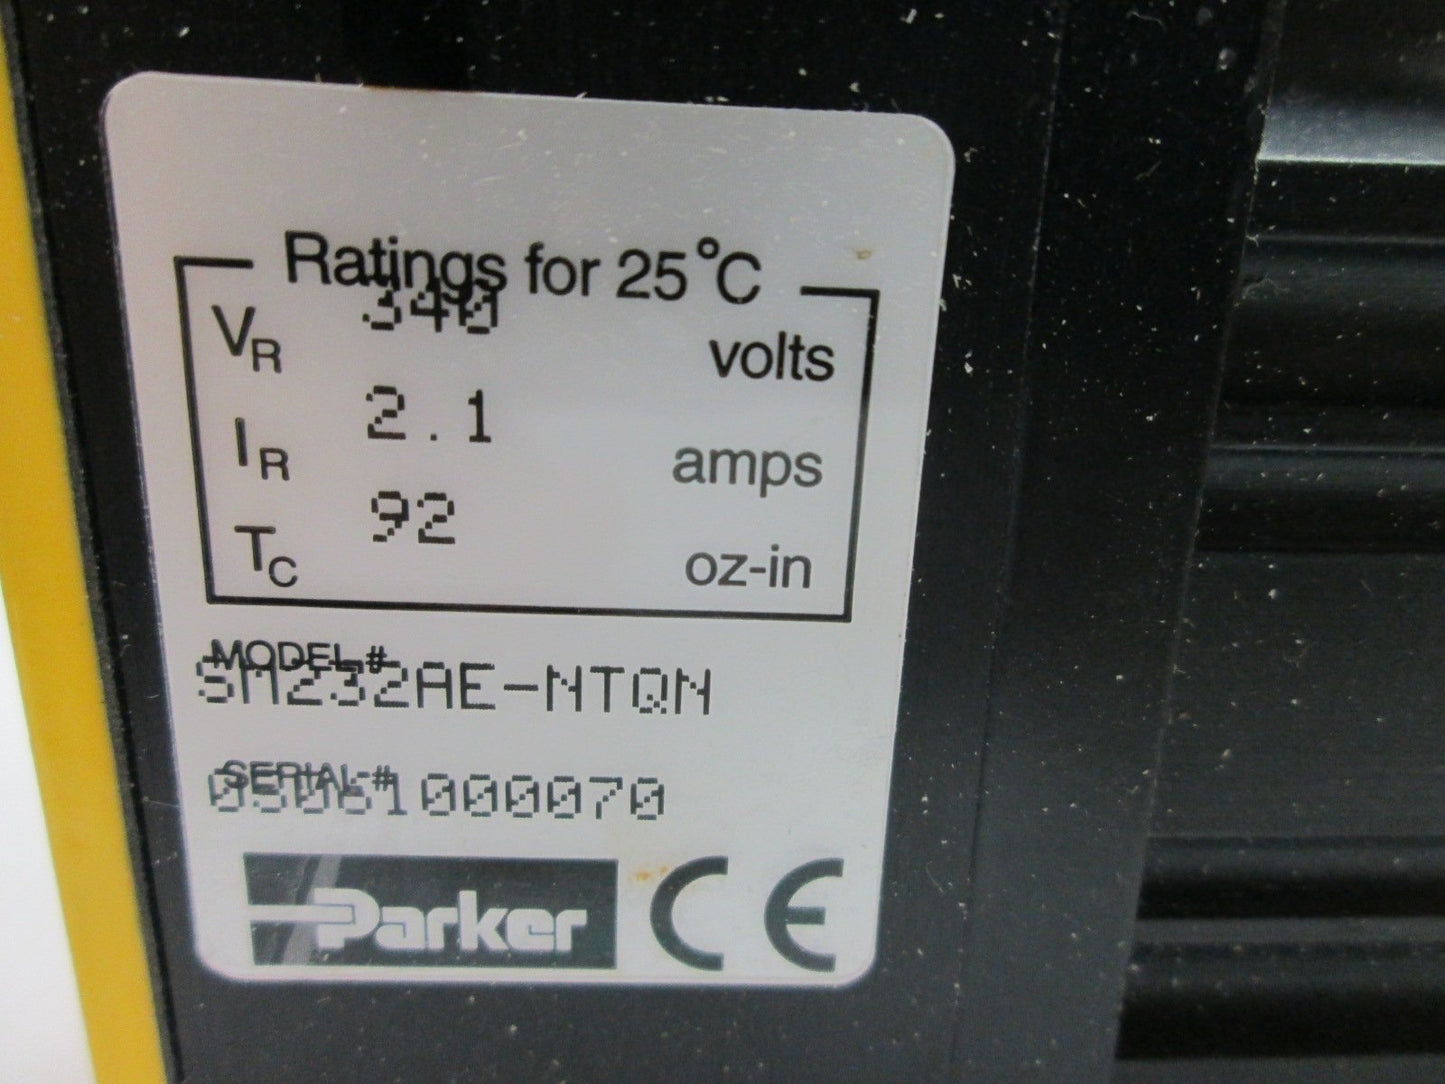 Ratings for 25 °C
VR 340 volts
IR 2.1 amps
TC 92 oz-in
MODEL#
SM232AE-NTQN
SERIAL#
Parker CE